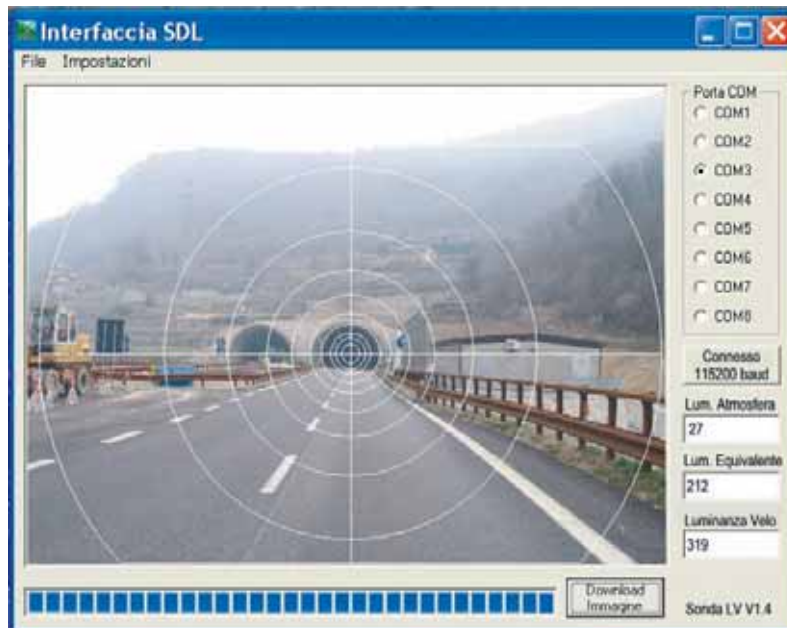 Interfaccia SDL
File Impostazioni
Porta COM
COM1
COM2
COM3
COM4
COM5
COM6
COM7
COM8
Connesso
115200 baud
Lum. Atmosfera
27
Lum. Equivalente
212
Luminanza Velo
319
Download
Immagine
Sonda LV V1.4